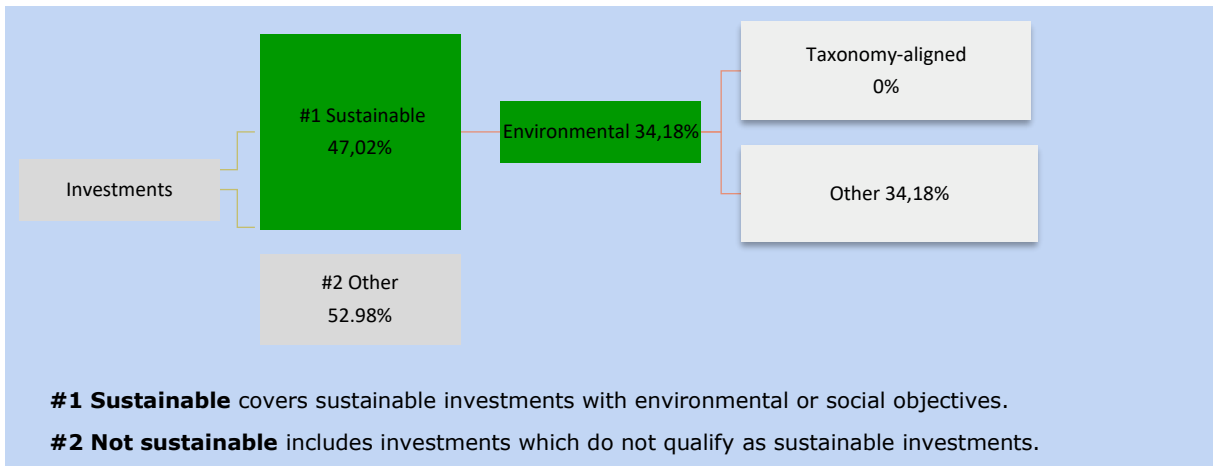 Investments
#1 Sustainable
47,02%
#2 Other
52.98%
Environmental 34,18%
Taxonomy-aligned
0%
Other 34,18%
#1 Sustainable covers sustainable investments with environmental or social objectives.
#2 Not sustainable includes investments which do not qualify as sustainable investments.